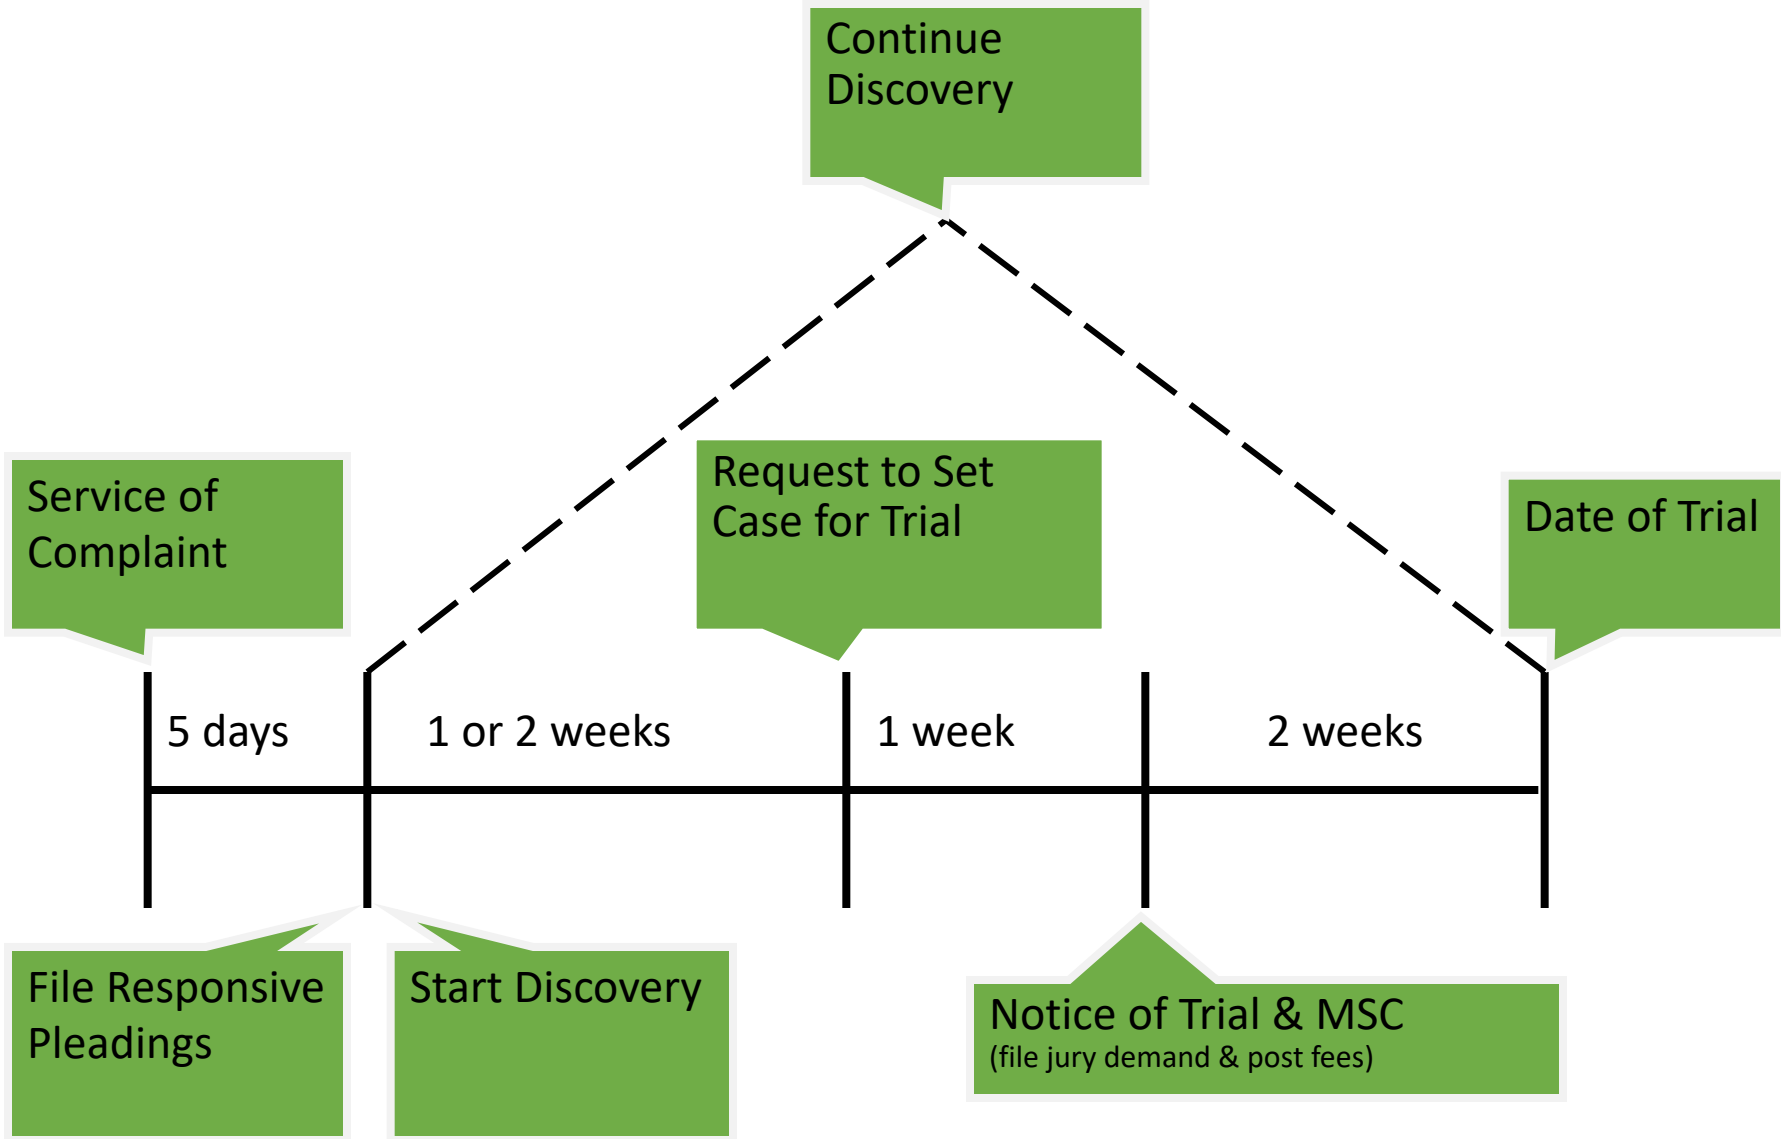 Continue
Discovery
Service of
Complaint
Request to Set
Case for Trial
Date of Trial
5 days
1 or 2 weeks
1 week
2 weeks
File Responsive
Pleadings
Start Discovery
Notice of Trial & MSC
(file jury demand & post fees)